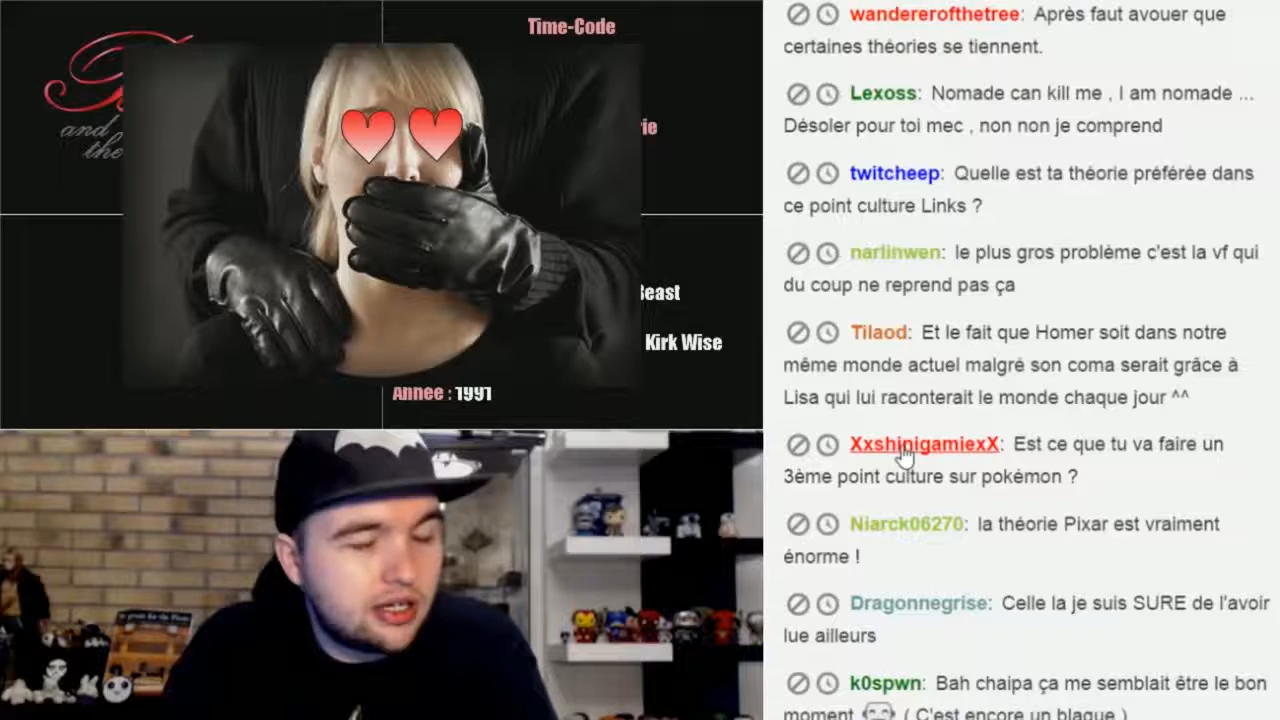 Time-Code
and
the
ie
Beast
Kirk Wise
Annee : 1991
wandererofthetree: Après faut avouer que
certaines théories se tiennent.
Lexoss: Nomade can kill me , I am nomade ...
Désoler pour toi mec , non non je comprend
twitcheep: Quelle est ta théorie préférée dans
ce point culture Links ?
narlinwen: le plus gros problème c'est la vf qui
du coup ne reprend pas ça
Tilaod: Et le fait que Homer soit dans notre
même monde actuel malgré son coma serait grâce à
Lisa qui lui raconterait le monde chaque jour ^^
XxshinigamiexX: Est ce que tu va faire un
3ème point culture sur pokémon ?
Niarck06270: la théorie Pixar est vraiment
énorme !
Dragonnegrise: Celle la je suis SURE de l'avoir
lue ailleurs
k0spwn: Bah chaipa ça me semblait être le bon
moment ( C'est encore un blague )